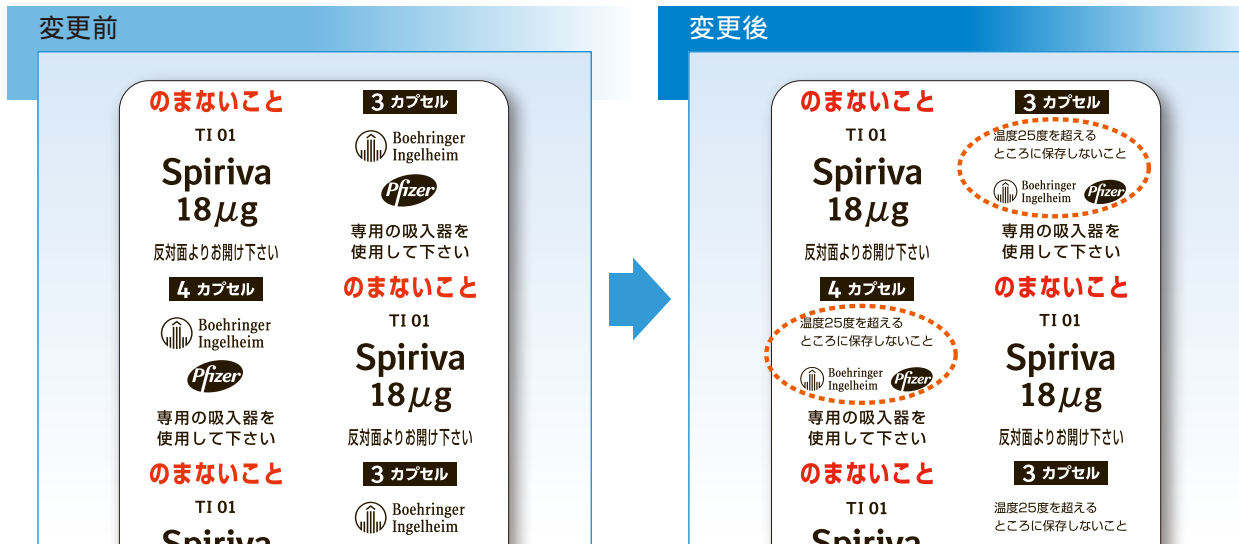 変更前
のまないこと
TI 01
Spiriva
18μg
反対面よりお開け下さい
4 カプセル
Boehringer
Ingelheim
Pfizer
専用の吸入器を
使用して下さい
のまないこと
TI 01
Spiriva
3 カプセル
Boehringer
Ingelheim
Pfizer
専用の吸入器を
使用して下さい
のまないこと
TI 01
Spiriva
18μg
反対面よりお開け下さい
3 カプセル
Boehringer
Ingelheim
変更後
のまないこと
TI 01
Spiriva
18μg
反対面よりお開け下さい
4 カプセル
温度25度を超える
ところに保存しないこと
Boehringer
Ingelheim
Pfizer
専用の吸入器を
使用して下さい
のまないこと
TI 01
Spiriva
3 カプセル
温度25度を超える
ところに保存しないこと
Boehringer
Ingelheim
Pfizer
専用の吸入器を
使用して下さい
のまないこと
TI 01
Spiriva
18μg
反対面よりお開け下さい
3 カプセル
温度25度を超える
ところに保存しないこと